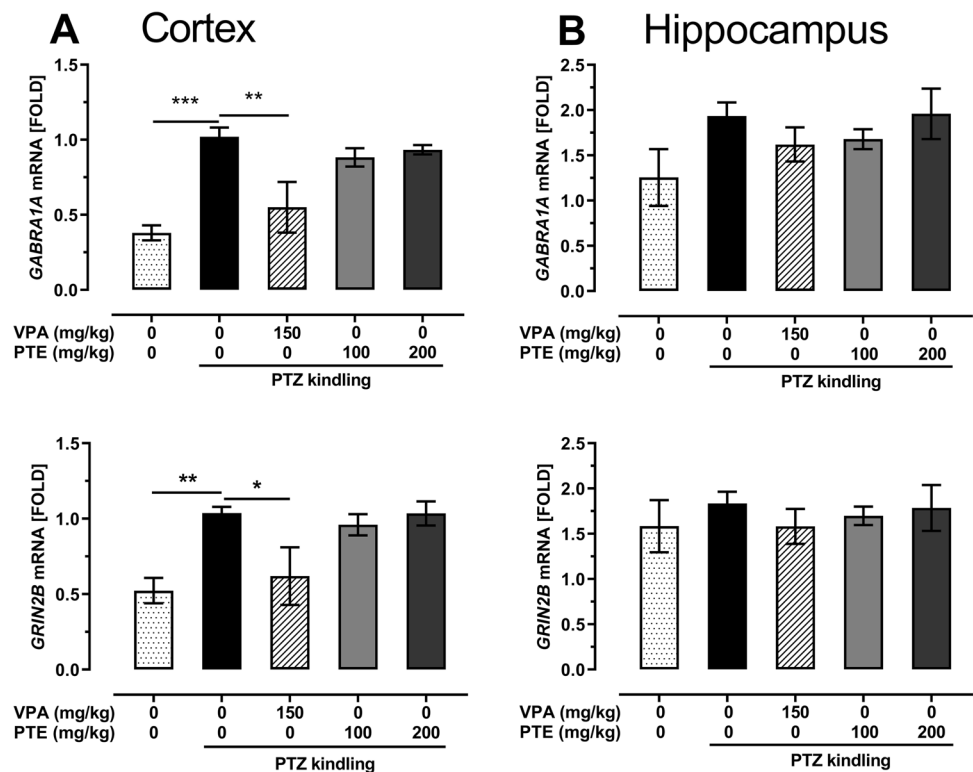 A Cortex
GABRA1A mRNA [FOLD]
1.5
1.0
0.5
0.0
*** **
VPA (mg/kg) 0 0 150 0 0
PTE (mg/kg) 0 0 0 100 200
PTZ kindling
B Hippocampus
GABRA1A mRNA [FOLD]
2.5
2.0
1.5
1.0
0.5
0.0
VPA (mg/kg) 0 0 150 0 0
PTE (mg/kg) 0 0 0 100 200
PTZ kindling
GRIN2B mRNA [FOLD]
1.5
1.0
0.5
0.0
** *
VPA (mg/kg) 0 0 150 0 0
PTE (mg/kg) 0 0 0 100 200
PTZ kindling
GRIN2B mRNA [FOLD]
2.5
2.0
1.5
1.0
0.5
0.0
VPA (mg/kg) 0 0 150 0 0
PTE (mg/kg) 0 0 0 100 200
PTZ kindling